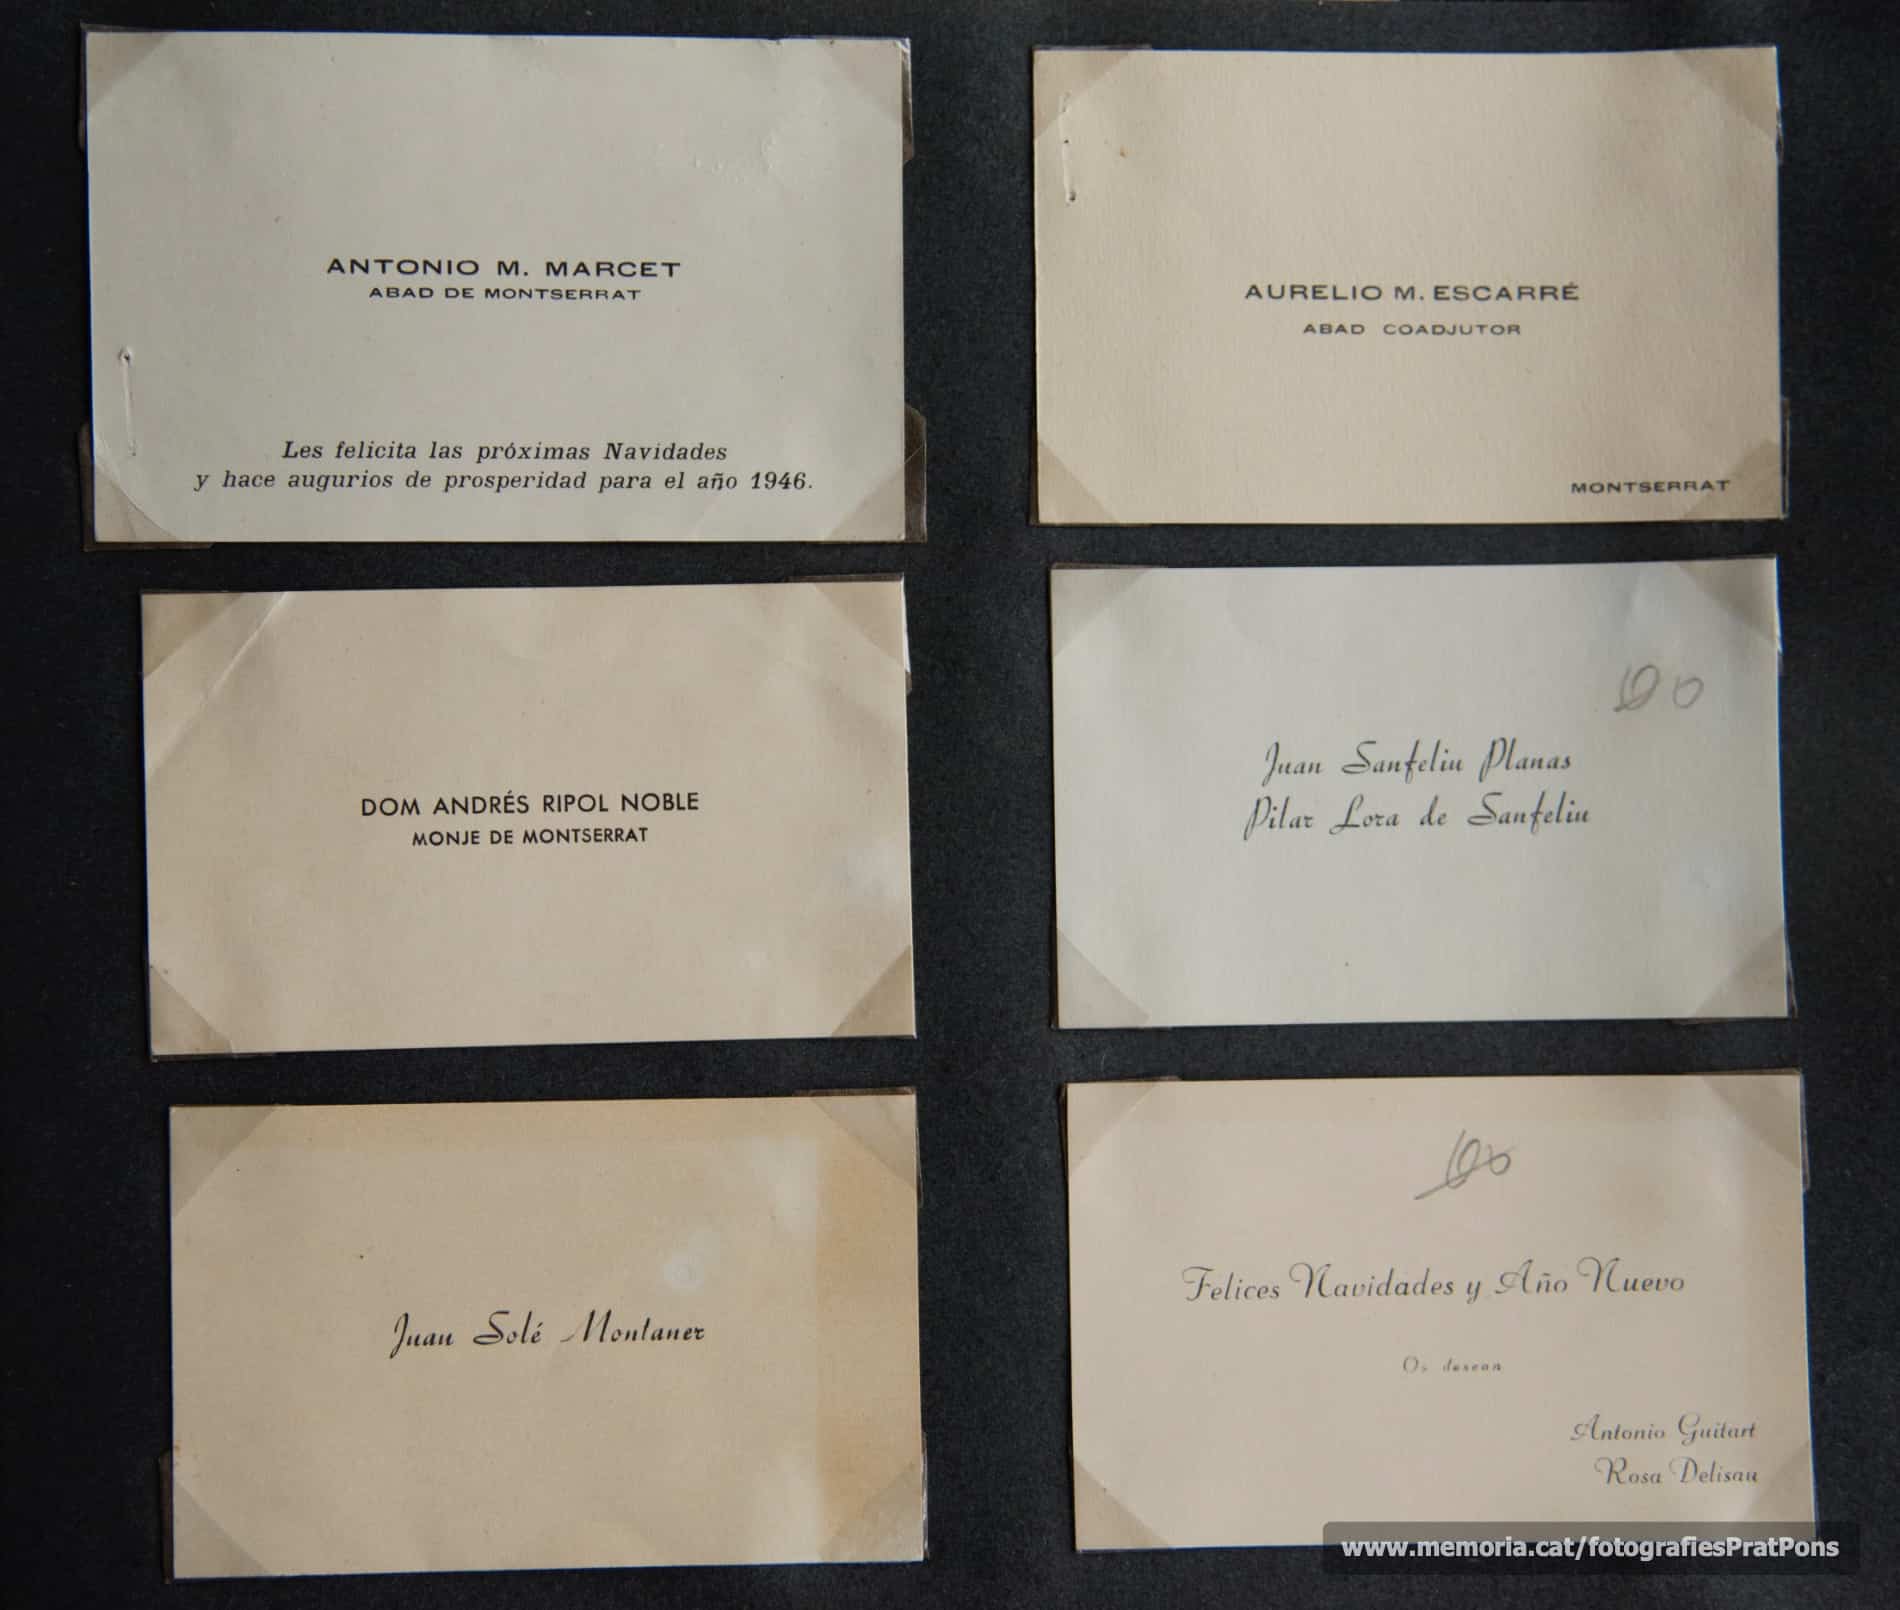 ANTONIO M. MARCET
ABAD DE MONTSERRAT
Les felicita las próximas Navidades
y hace augurios de prosperidad para el año 1946.
AURELIO M. ESCARRÉ
ABAD COADJUTOR
MONTSERRAT
DOM ANDRÉS RIPOL NOBLE
MONJE DE MONTSERRAT
Juan Sanfeliu Planas
Pilar Lora de Sanfeliu
Juan Solé Montaner
Felices Navidades y Año Nuevo
Os desean
Antonio Guitart
Rosa Delisau
www.memoria.cat/fotografiesPratPons